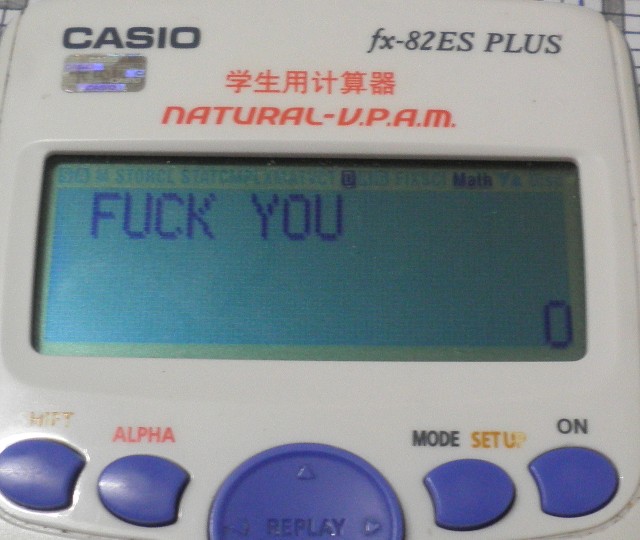 CASIO
fx-82ES PLUS
学生用计算器
NATURAL-V.P.A.M.
Math
FUCK YOU
0
SHIFT
ALPHA
MODE SETUP
ON
REPLAY